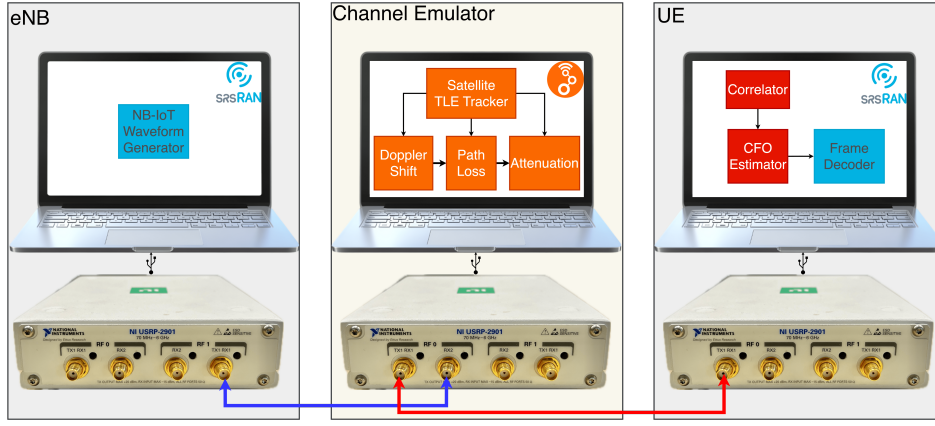 eNB
srsRAN
NB-IoT
Waveform
Generator
NATIONAL
INSTRUMENTS
NI USRP-2901
70 MHz – 6 GHz
RF 0
RF 1
TX1 RX1
RX2
RX2
TX1 RX1
Channel Emulator
Satellite
TLE Tracker
Doppler
Shift
Path
Loss
Attenuation
NATIONAL
INSTRUMENTS
NI USRP-2901
70 MHz – 6 GHz
RF 0
RF 1
TX1 RX1
RX2
RX2
TX1 RX1
UE
srsRAN
Correlator
CFO
Estimator
Frame
Decoder
NATIONAL
INSTRUMENTS
NI USRP-2901
70 MHz – 6 GHz
RF 0
RF 1
TX1 RX1
RX2
RX2
TX1 RX1